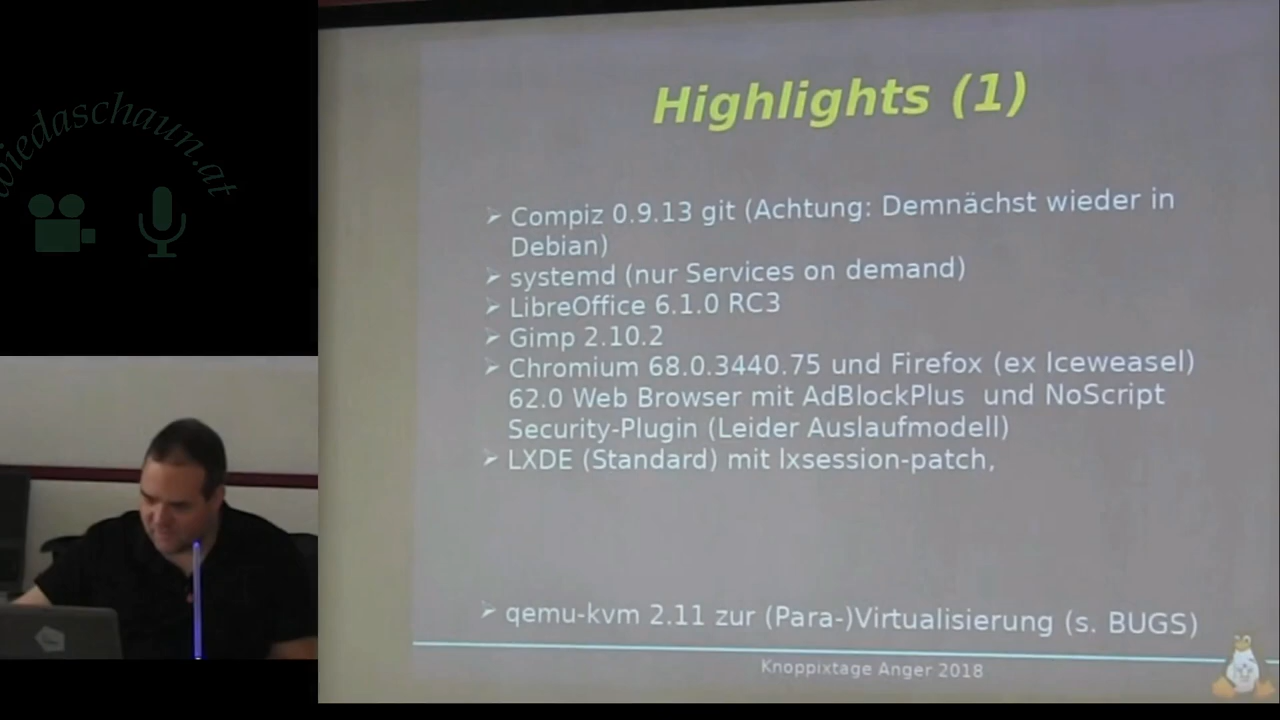 wiedaschaun.at
Highlights (1)
Compiz 0.9.13 git (Achtung: Demnächst wieder in
Debian)
systemd (nur Services on demand)
LibreOffice 6.1.0 RC3
Gimp 2.10.2
Chromium 68.0.3440.75 und Firefox (ex Iceweasel)
62.0 Web Browser mit AdBlockPlus und NoScript
Security-Plugin (Leider Auslaufmodell)
LXDE (Standard) mit lxsession-patch,
qemu-kvm 2.11 zur (Para-)Virtualisierung (s. BUGS)
Knoppixtage Anger 2018